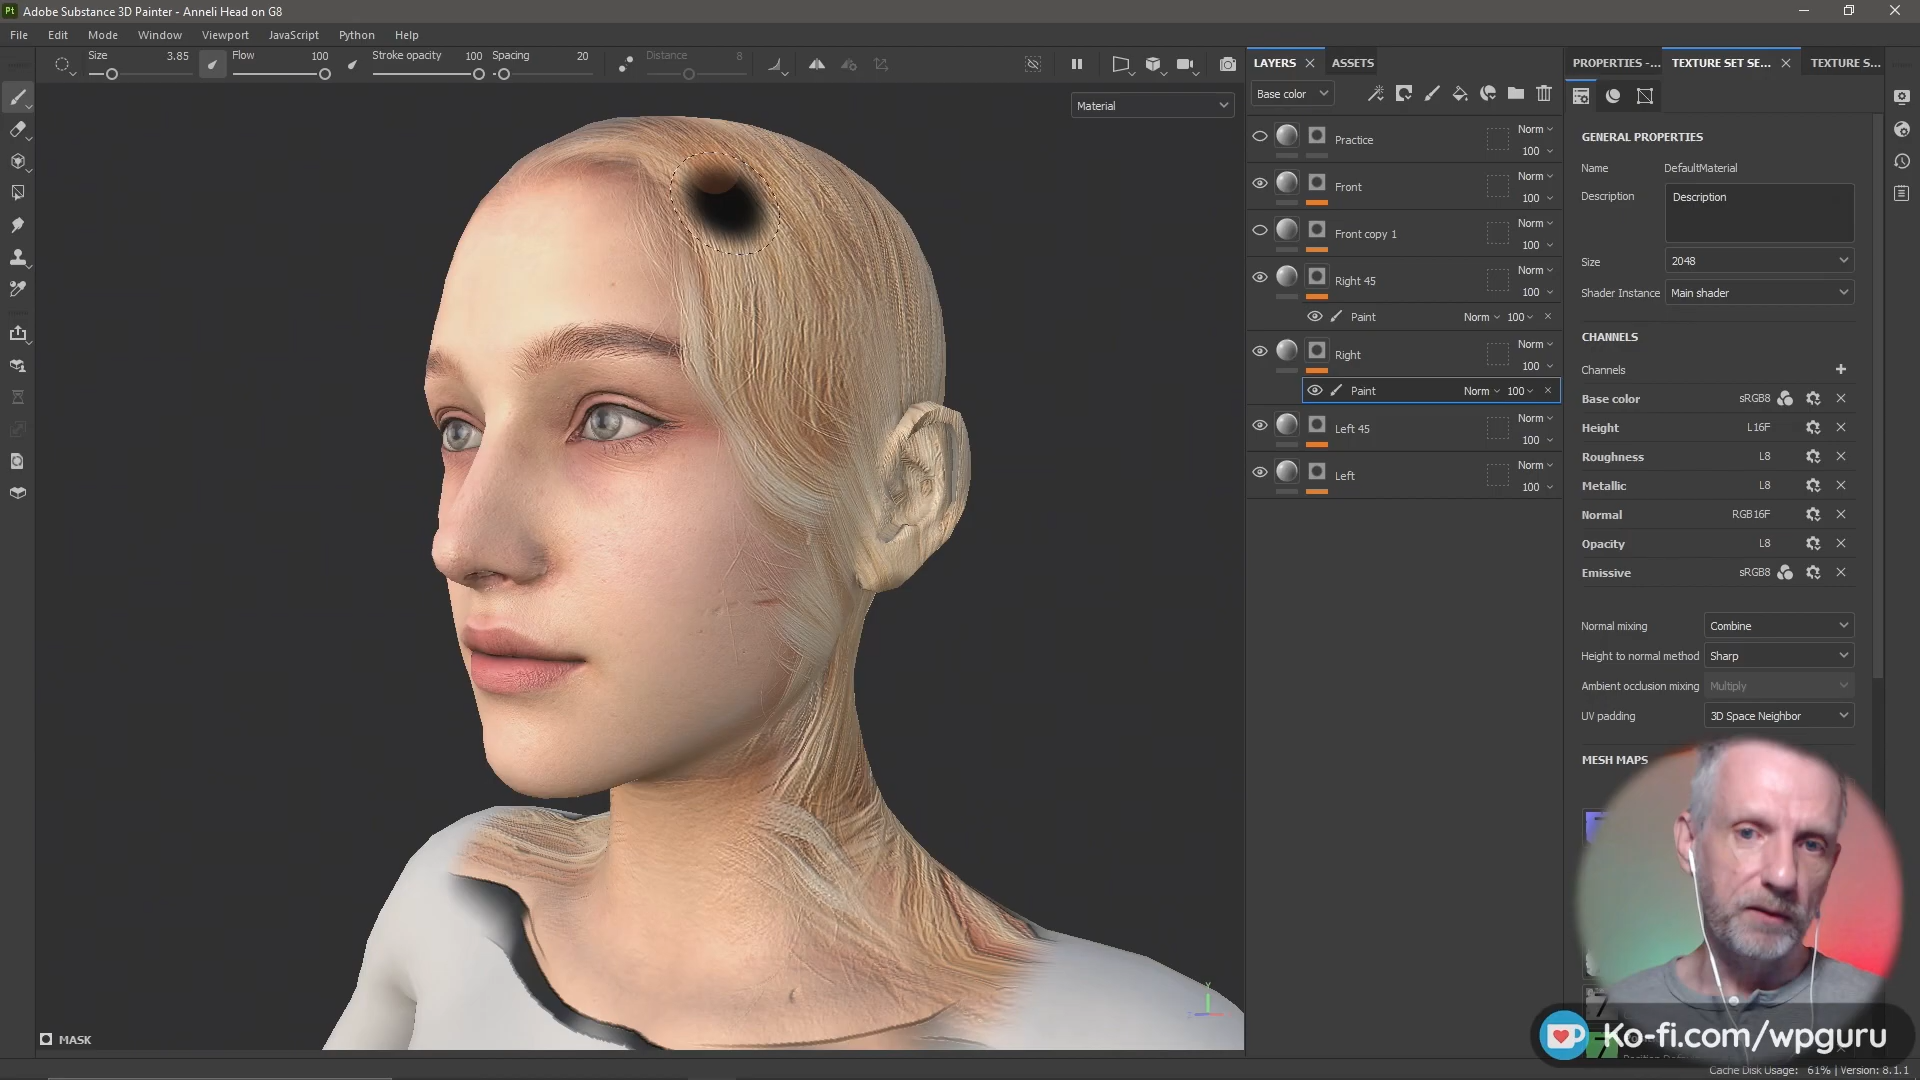 Pt Adobe Substance 3D Painter - Anneli Head on G8
File Edit Mode Window Viewport JavaScript Python Help
Size 3.85 Flow 100 Stroke opacity 100 Spacing 20 Distance 8
Material
LAYERS ASSETS
Base color
Practice Norm 100
Front Norm 100
Front copy 1 Norm 100
Right 45 Norm 100
Paint Norm 100
Right Norm 100
Paint Norm 100
Left 45 Norm 100
Left Norm 100
PROPERTIES -... TEXTURE SET SE... TEXTURE S...
GENERAL PROPERTIES
Name DefaultMaterial
Description Description
Size 2048
Shader Instance Main shader
CHANNELS
Channels
Base color sRGB8
Height L16F
Roughness L8
Metallic L8
Normal RGB16F
Opacity L8
Emissive sRGB8
Normal mixing Combine
Height to normal method Sharp
Ambient occlusion mixing Multiply
UV padding 3D Space Neighbor
MESH MAPS
Y
MASK
Ko-fi.com/wpguru
Cache Disk Usage: 61% | Version: 8.1.1